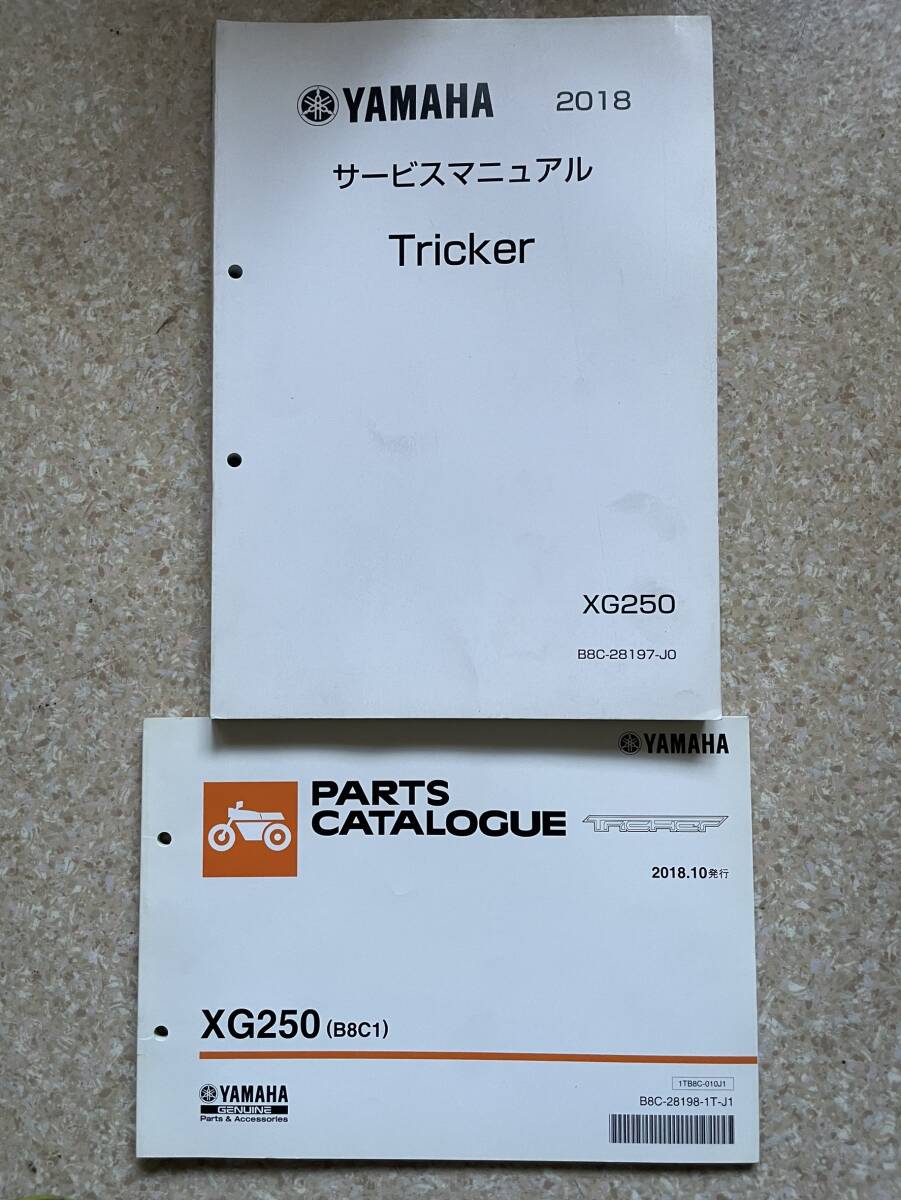 YAMAHA 2018
サービスマニュアル
Tricker
XG250
B8C-28197-J0
YAMAHA
PARTS
CATALOGUE
TRICKER
2018.10発行
XG250 (B8C1)
1TB8C-010J1
B8C-28198-1T-J1
YAMAHA
GENUINE
Parts & Accessories